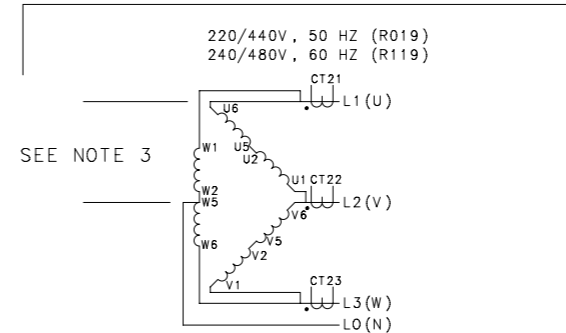 220/440V, 50 HZ (R019)
240/480V, 60 HZ (R119)
CT21
L1(U)
U6
SEE NOTE 3
W1
U5
U2
W2
U1
CT22
W5
L2(V)
V6
W6
V5
V2
V1
CT23
L3(W)
L0(N)